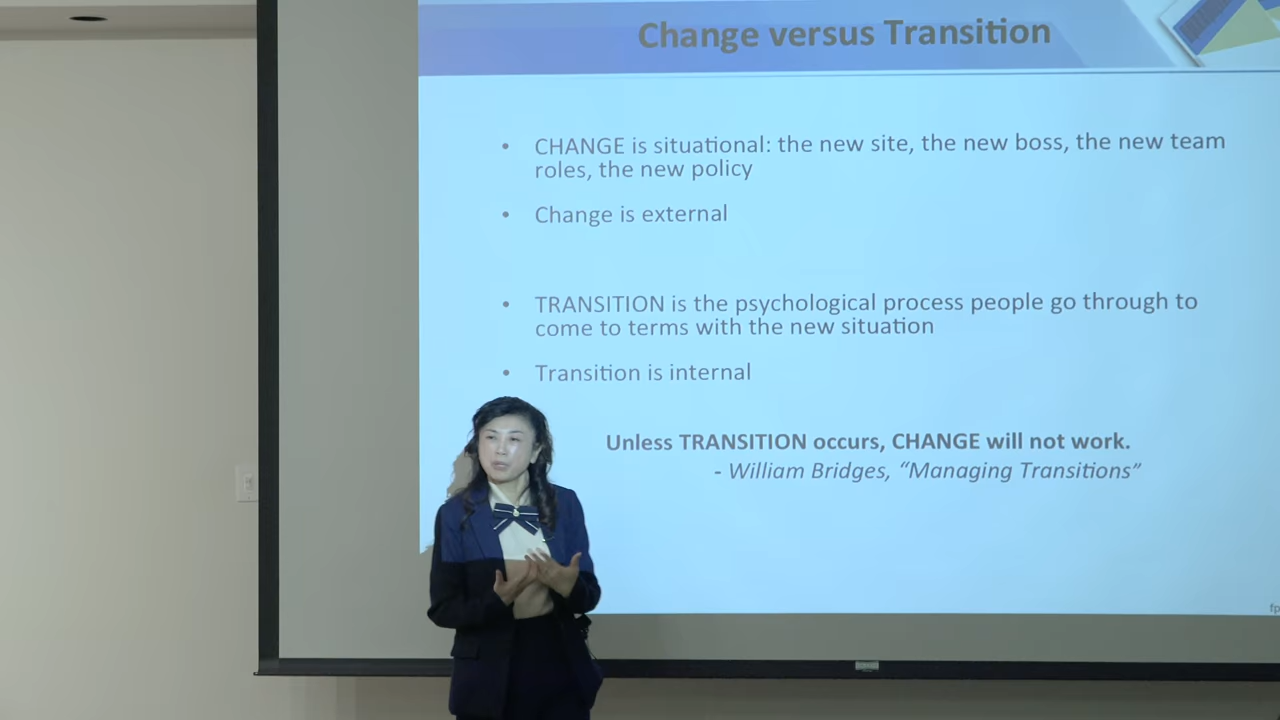 Change versus Transition
• CHANGE is situational: the new site, the new boss, the new team
roles, the new policy
• Change is external
• TRANSITION is the psychological process people go through to
come to terms with the new situation
• Transition is internal
Unless TRANSITION occurs, CHANGE will not work.
- William Bridges, “Managing Transitions”
fp